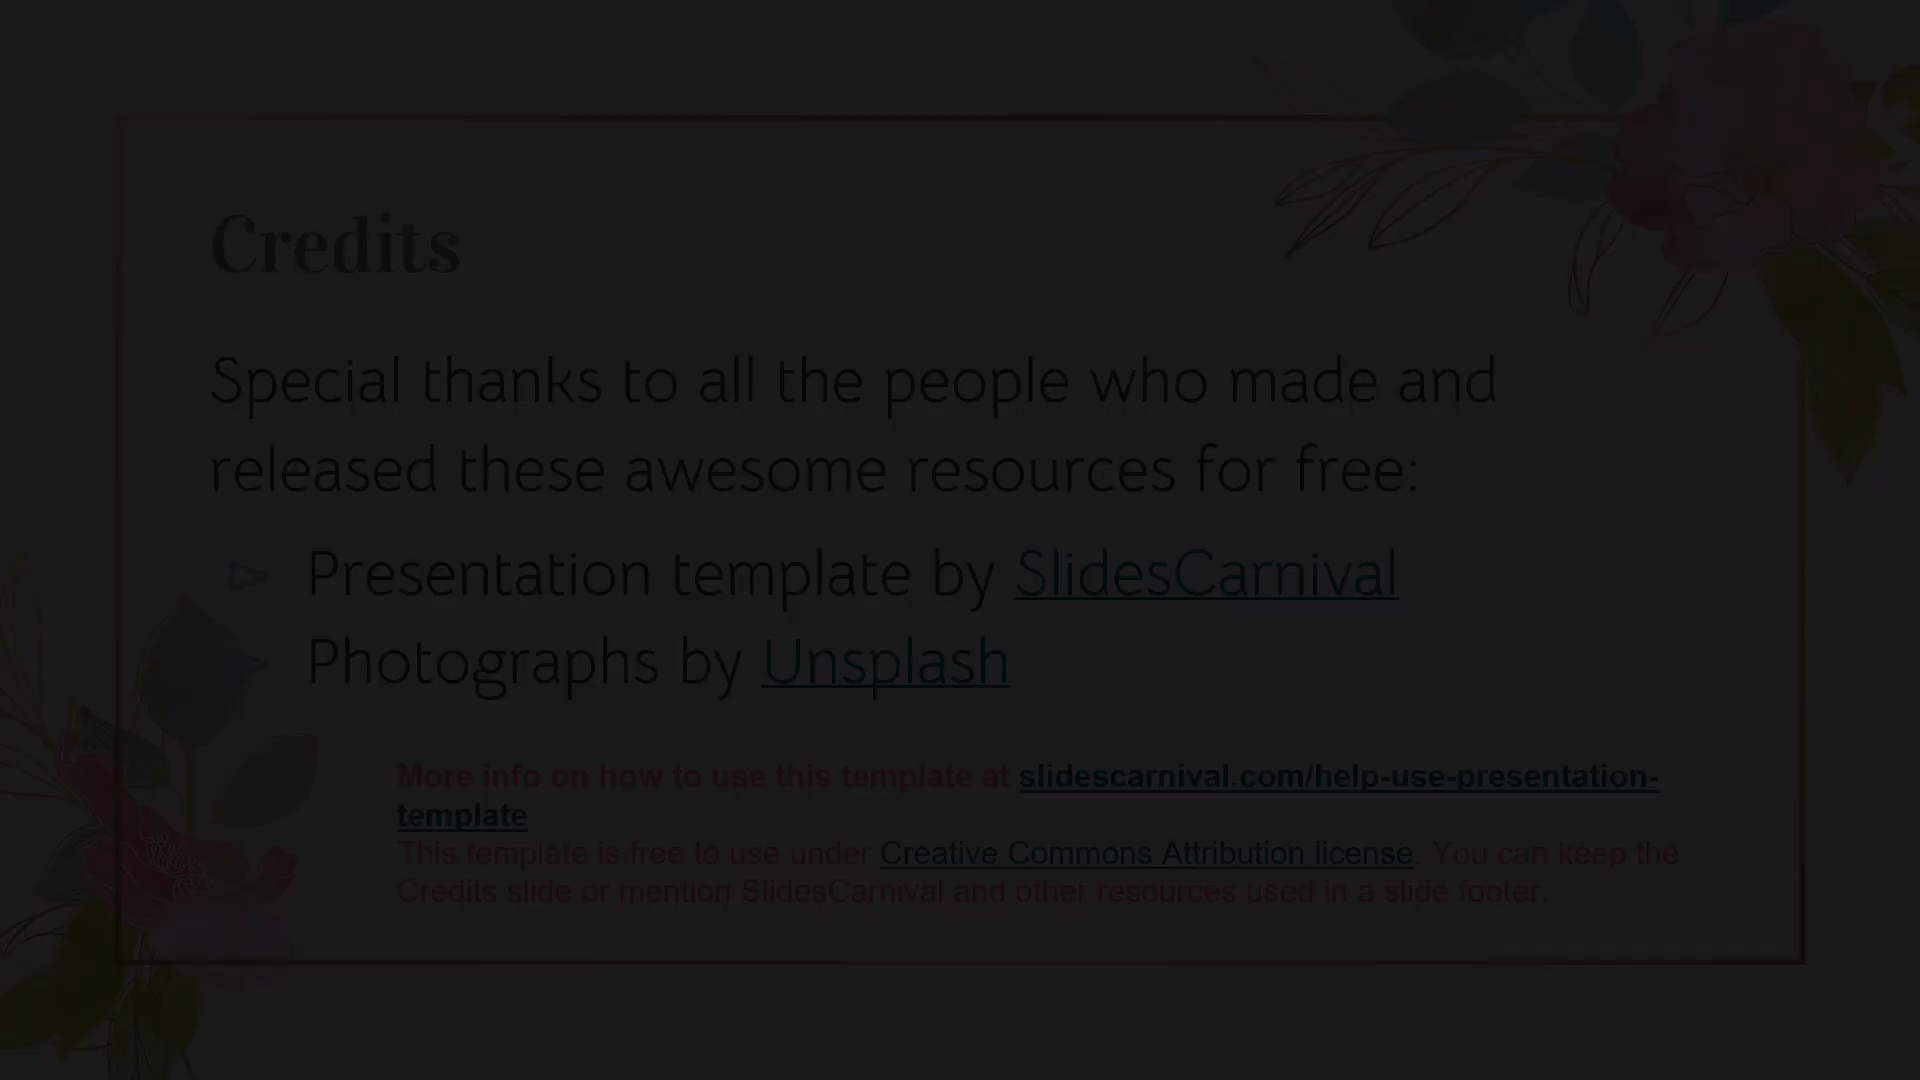 Credits
Special thanks to all the people who made and
released these awesome resources for free:
Presentation template by SlidesCarnival
Photographs by Unsplash
More info on how to use this template at slidescarnival.com/help-use-presentation-
template
This template is free to use under Creative Commons Attribution license. You can keep the
Credits slide or mention SlidesCarnival and other resources used in a slide footer.